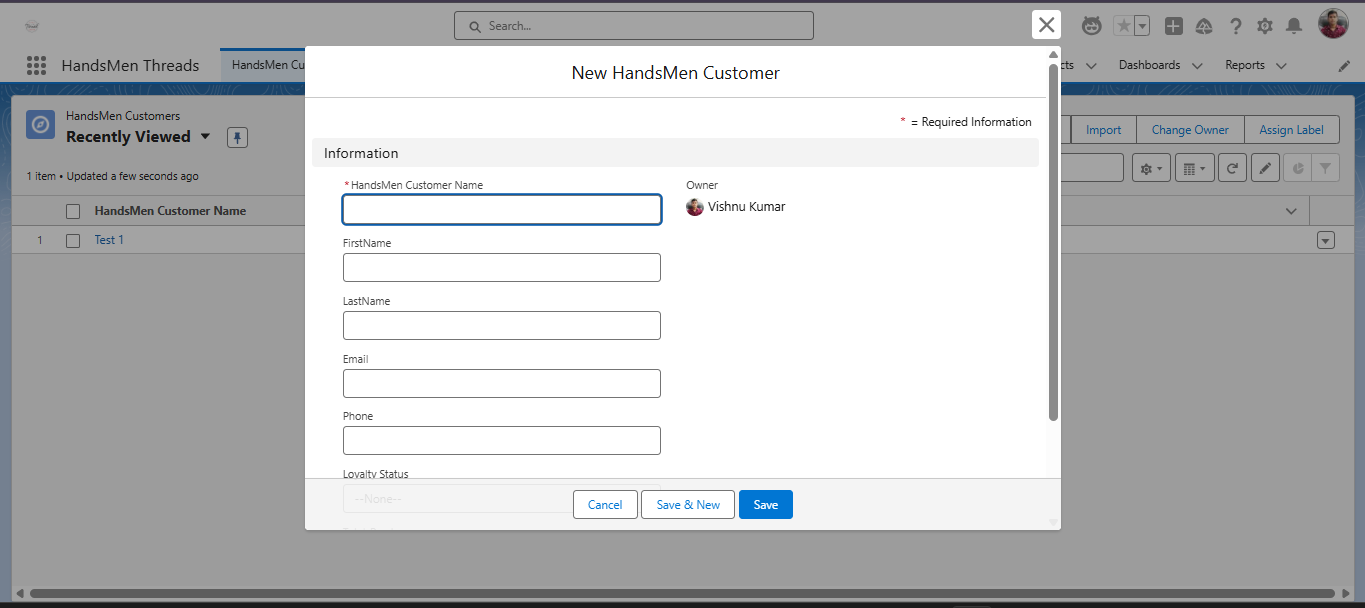 Search...
HandsMen Threads
HandsMen Cu
cts
Dashboards
Reports
HandsMen Customers
Recently Viewed
Import
Change Owner
Assign Label
1 item • Updated a few seconds ago
HandsMen Customer Name
1
Test 1
New HandsMen Customer
* = Required Information
Information
*HandsMen Customer Name
Owner
Vishnu Kumar
FirstName
LastName
Email
Phone
Loyalty Status
--None--
Cancel
Save & New
Save